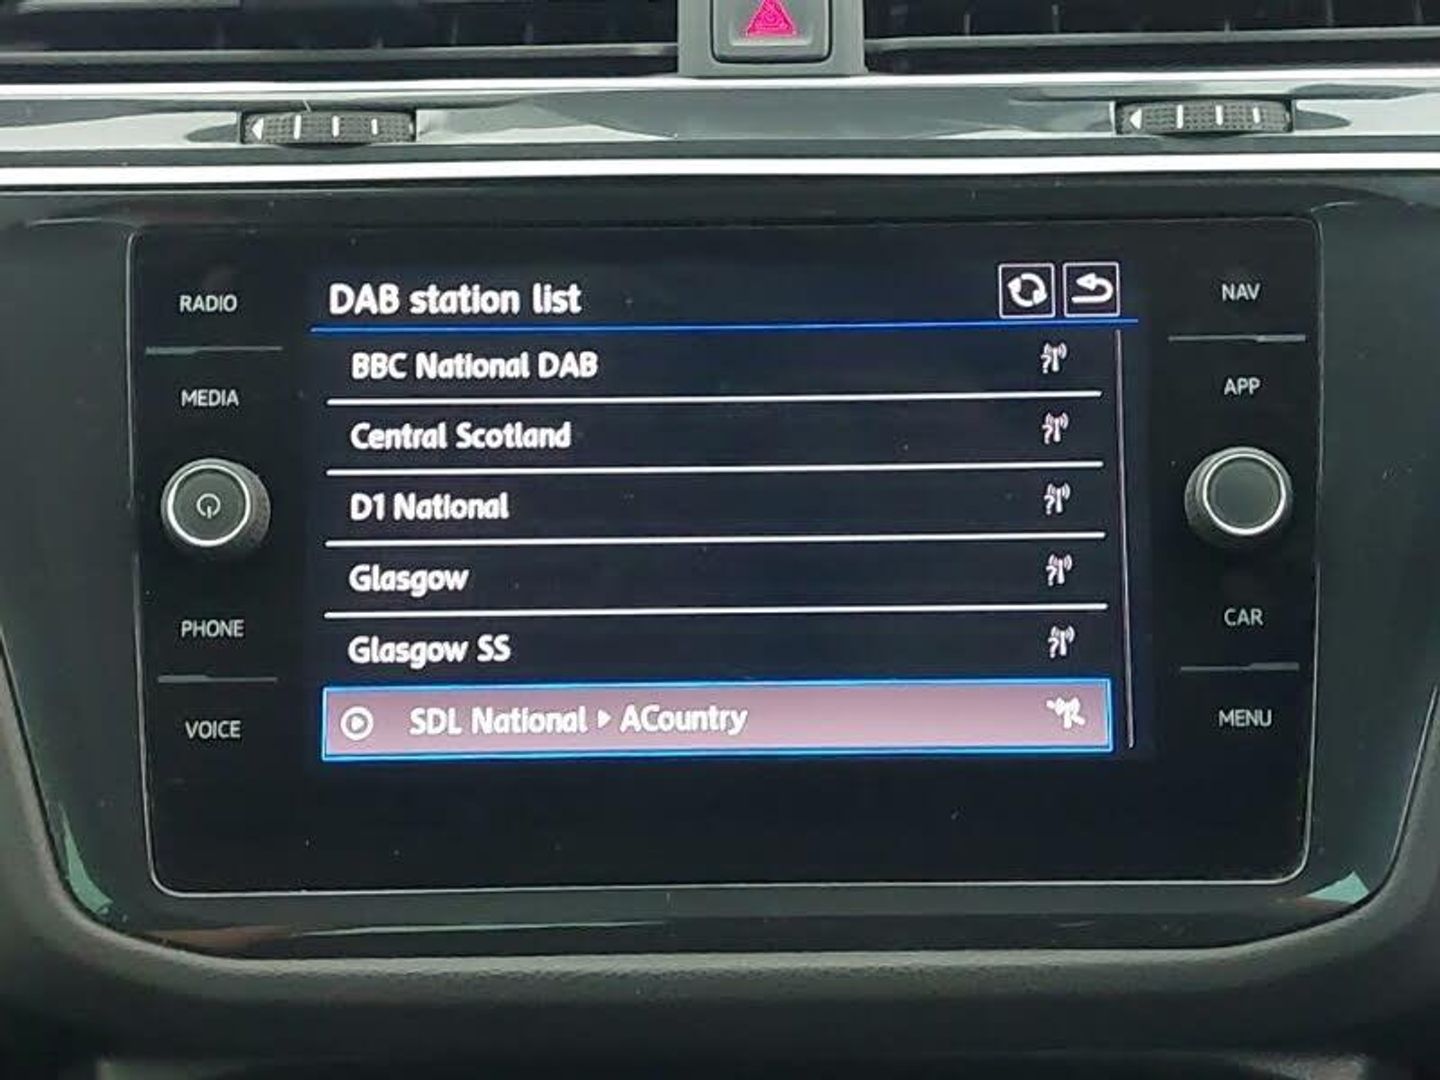 DAB station list
RADIO
MEDIA
PHONE
VOICE
BBC National DAB
Central Scotland
D1 National
Glasgow
Glasgow SS
SDL National ▸ ACountry
NAV
APP
CAR
MENU